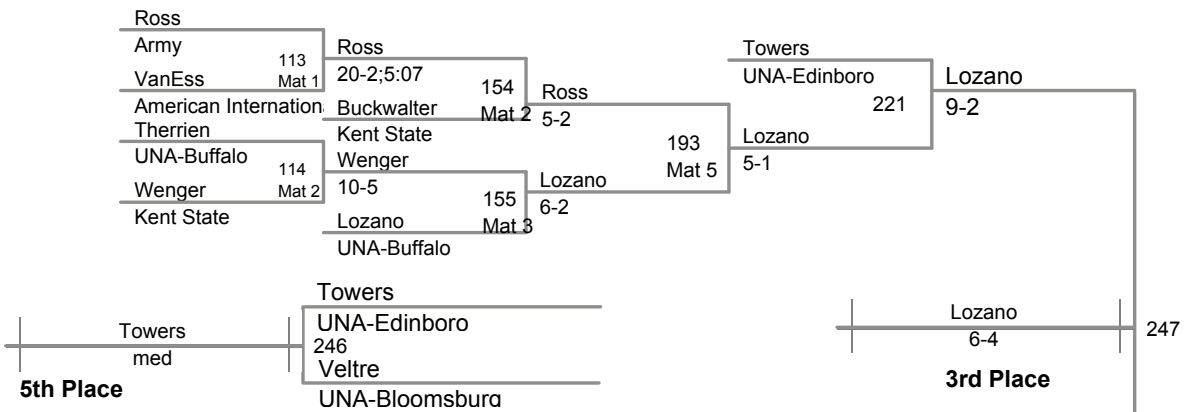 Ross
Army
113
Mat 1
VanEss
American Internation
Therrien
UNA-Buffalo
114
Mat 2
Wenger
Kent State
Ross
20-2;5:07
154
Mat 2
Buckwalter
Kent State
Wenger
10-5
155
Mat 3
Lozano
UNA-Buffalo
Ross
5-2
193
Mat 5
Lozano
6-2
Towers
UNA-Edinboro
221
Lozano
5-1
Lozano
9-2
Towers
UNA-Edinboro
246
Veltre
UNA-Bloomsburg
Towers
med
5th Place
Lozano
6-4
247
3rd Place